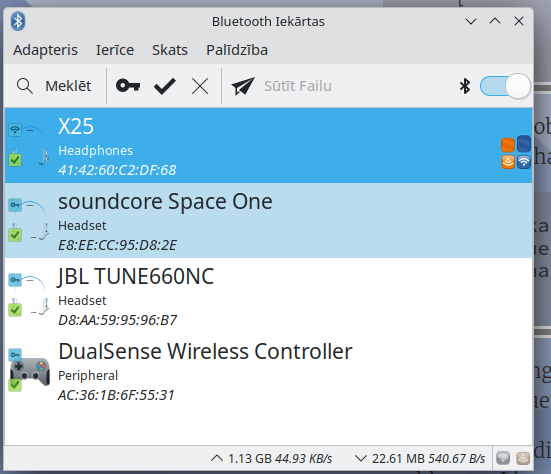 Bluetooth Iekārtas
Adapteris Ierīce Skats Palīdzība
Meklēt Sūtīt Failu
X25
Headphones
41:42:60:C2:DF:68
soundcore Space One
Headset
E8:EE:CC:95:D8:2E
JBL TUNE660NC
Headset
D8:AA:59:95:96:B7
DualSense Wireless Controller
Peripheral
AC:36:1B:6F:55:31
1.13 GB 44.93 KB/s 22.61 MB 540.67 B/s